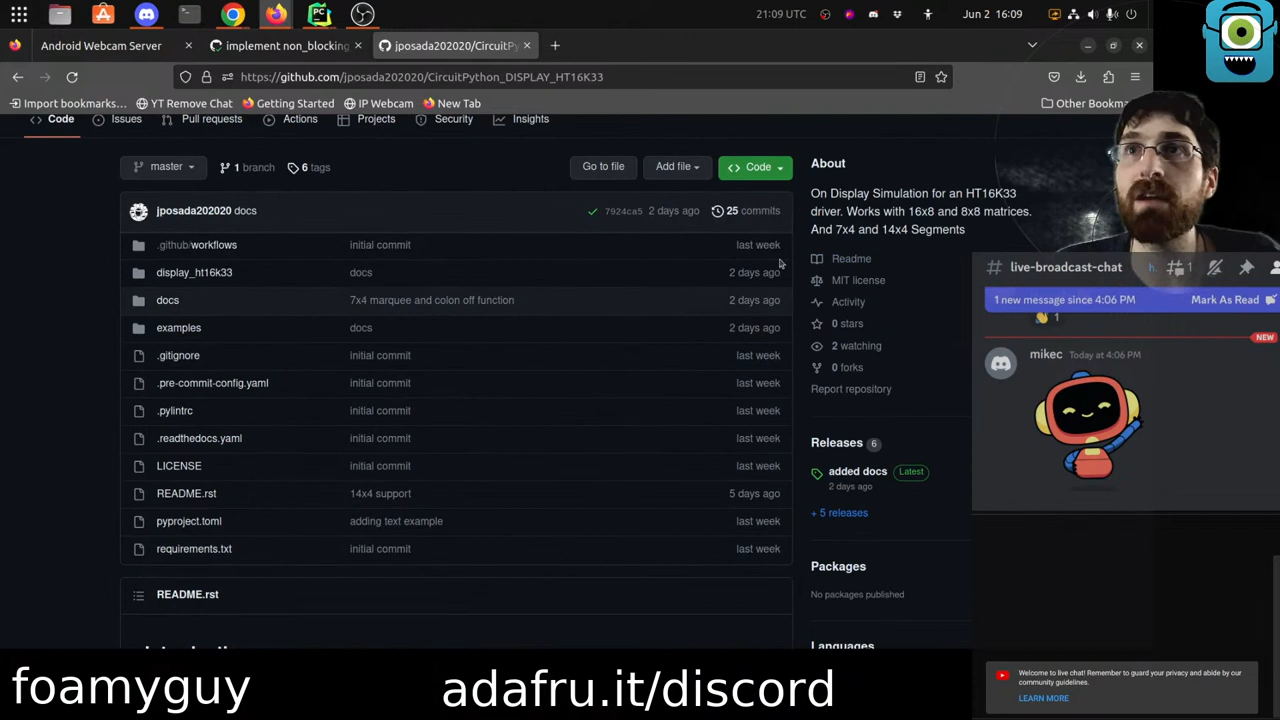 21:09 UTC
Jun 2 16:09
Android Webcam Server
implement non_blocking
jposada202020/CircuitPy
https://github.com/jposada202020/CircuitPython_DISPLAY_HT16K33
Import bookmarks...
YT Remove Chat
Getting Started
IP Webcam
New Tab
Other Bookm
Code
Issues
Pull requests
Actions
Projects
Security
Insights
master
1 branch
6 tags
Go to file
Add file
Code
jposada202020 docs
7924ca5 2 days ago
25 commits
.github/workflows
initial commit
last week
display_ht16k33
docs
2 days ago
docs
7x4 marquee and colon off function
2 days ago
examples
docs
2 days ago
.gitignore
initial commit
last week
.pre-commit-config.yaml
initial commit
last week
.pylintrc
initial commit
last week
.readthedocs.yaml
initial commit
last week
LICENSE
initial commit
last week
README.rst
14x4 support
5 days ago
pyproject.toml
adding text example
last week
requirements.txt
initial commit
last week
README.rst
About
On Display Simulation for an HT16K33
driver. Works with 16x8 and 8x8 matrices.
And 7x4 and 14x4 Segments
Readme
MIT license
Activity
0 stars
2 watching
0 forks
Report repository
Releases 6
added docs
Latest
2 days ago
+ 5 releases
Packages
No packages published
Languages
# live-broadcast-chat
h.
1
1 new message since 4:06 PM
Mark As Read
1
NEW
mikec Today at 4:06 PM
Welcome to live chat! Remember to guard your privacy and abide by our
community guidelines.
LEARN MORE
foamyguy
adafru.it/discord